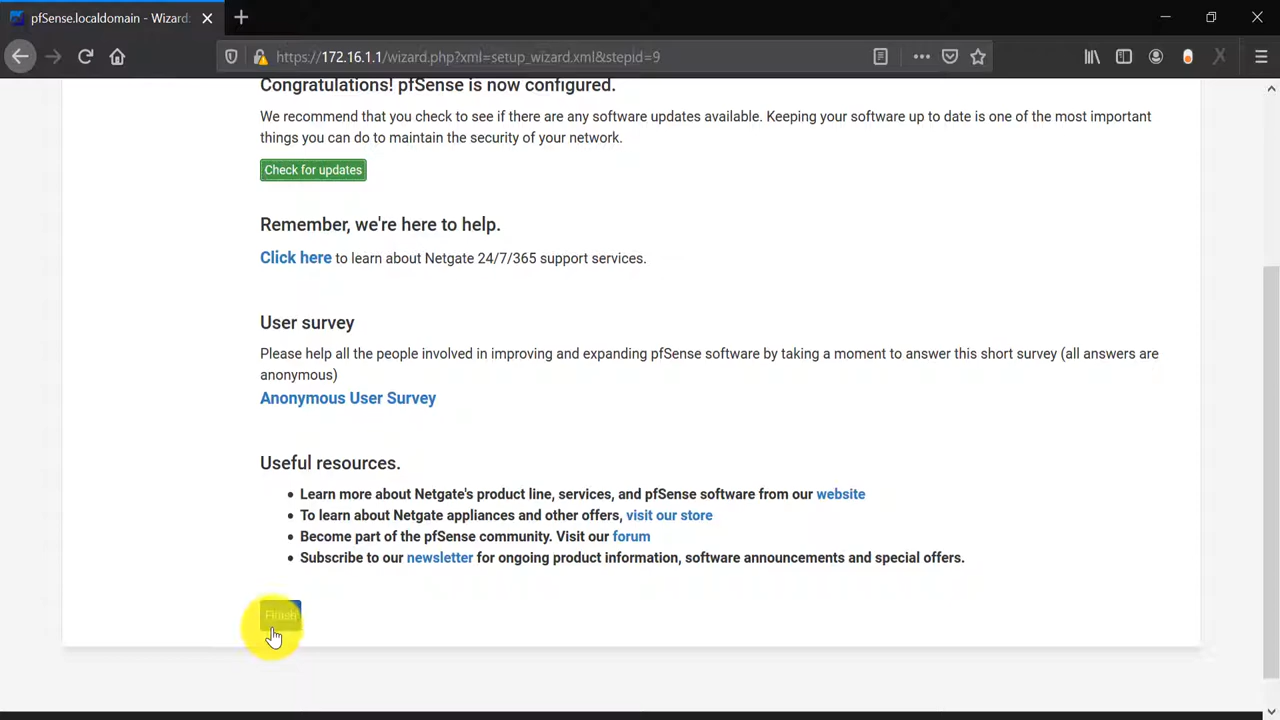 pfSense.localdomain - Wizard:
https://172.16.1.1/wizard.php?xml=setup_wizard.xml&stepid=9
Congratulations! pfSense is now configured.
We recommend that you check to see if there are any software updates available. Keeping your software up to date is one of the most important
things you can do to maintain the security of your network.
Check for updates
Remember, we're here to help.
Click here to learn about Netgate 24/7/365 support services.
User survey
Please help all the people involved in improving and expanding pfSense software by taking a moment to answer this short survey (all answers are
anonymous)
Anonymous User Survey
Useful resources.
• Learn more about Netgate's product line, services, and pfSense software from our website
• To learn about Netgate appliances and other offers, visit our store
• Become part of the pfSense community. Visit our forum
• Subscribe to our newsletter for ongoing product information, software announcements and special offers.
Finish